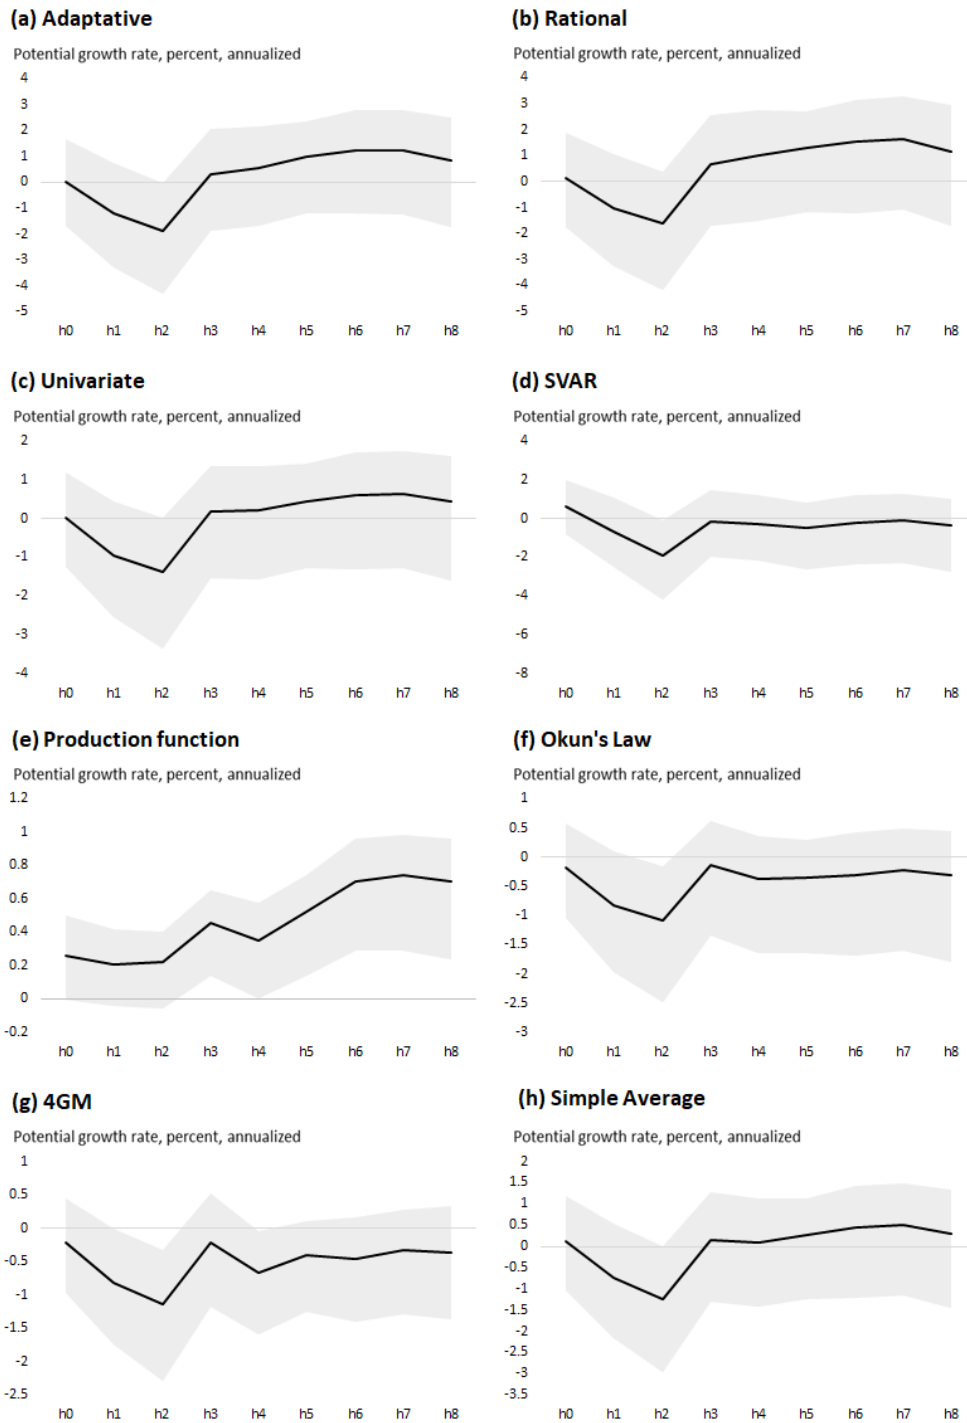 (a) Adaptative
Potential growth rate, percent, annualized
4
3
2
1
0
-1
-2
-3
-4
-5
h0 h1 h2 h3 h4 h5 h6 h7 h8
(b) Rational
Potential growth rate, percent, annualized
4
3
2
1
0
-1
-2
-3
-4
-5
h0 h1 h2 h3 h4 h5 h6 h7 h8
(c) Univariate
Potential growth rate, percent, annualized
2
1
0
-1
-2
-3
-4
h0 h1 h2 h3 h4 h5 h6 h7 h8
(d) SVAR
Potential growth rate, percent, annualized
4
2
0
-2
-4
-6
-8
h0 h1 h2 h3 h4 h5 h6 h7 h8
(e) Production function
Potential growth rate, percent, annualized
1.2
1
0.8
0.6
0.4
0.2
0
-0.2
h0 h1 h2 h3 h4 h5 h6 h7 h8
(f) Okun's Law
Potential growth rate, percent, annualized
1
0.5
0
-0.5
-1
-1.5
-2
-2.5
-3
h0 h1 h2 h3 h4 h5 h6 h7 h8
(g) 4GM
Potential growth rate, percent, annualized
1
0.5
0
-0.5
-1
-1.5
-2
-2.5
h0 h1 h2 h3 h4 h5 h6 h7 h8
(h) Simple Average
Potential growth rate, percent, annualized
2
1.5
1
0.5
0
-0.5
-1
-1.5
-2
-2.5
-3
-3.5
h0 h1 h2 h3 h4 h5 h6 h7 h8